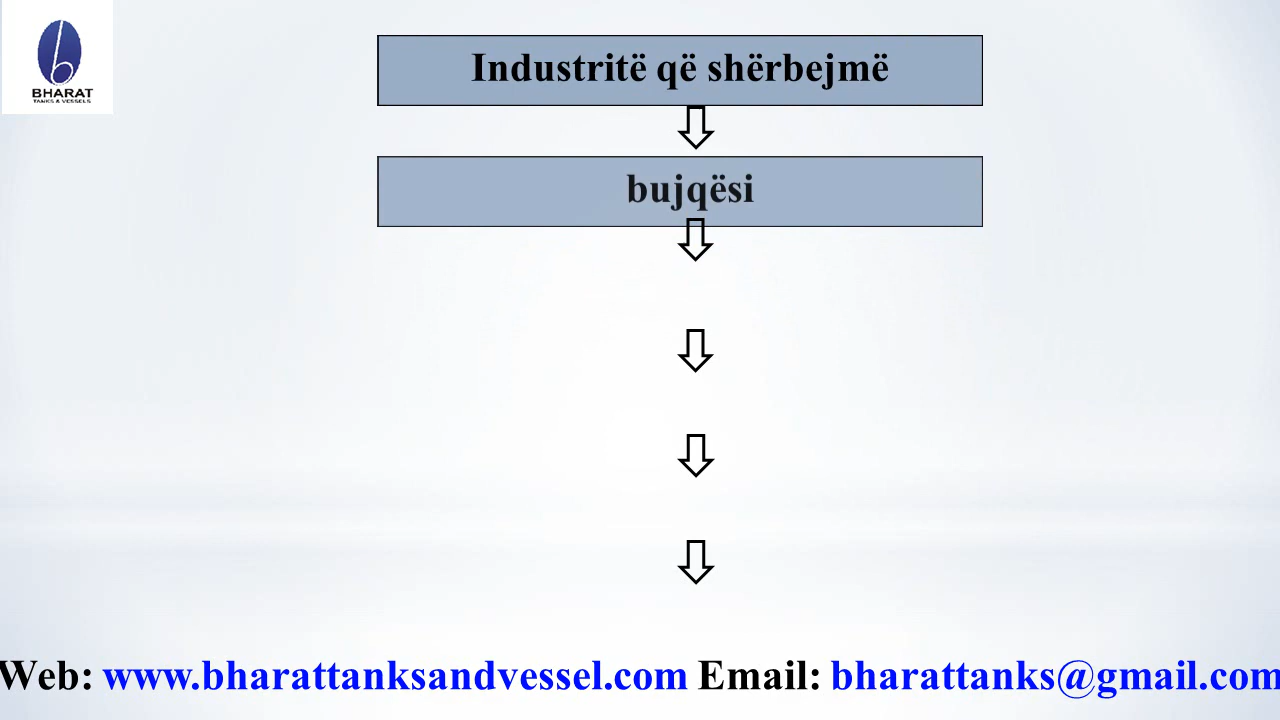 BHARAT
TANKS & VESSELS
Industritë që shërbejmë
bujqësi
Web: www.bharattanksandvessel.com Email: bharattanks@gmail.com